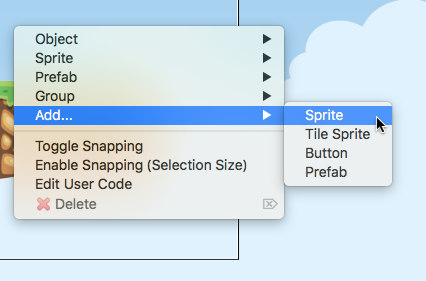 Object
Sprite
Prefab
Group
Add...
Toggle Snapping
Enable Snapping (Selection Size)
Edit User Code
Delete
Sprite
Tile Sprite
Button
Prefab